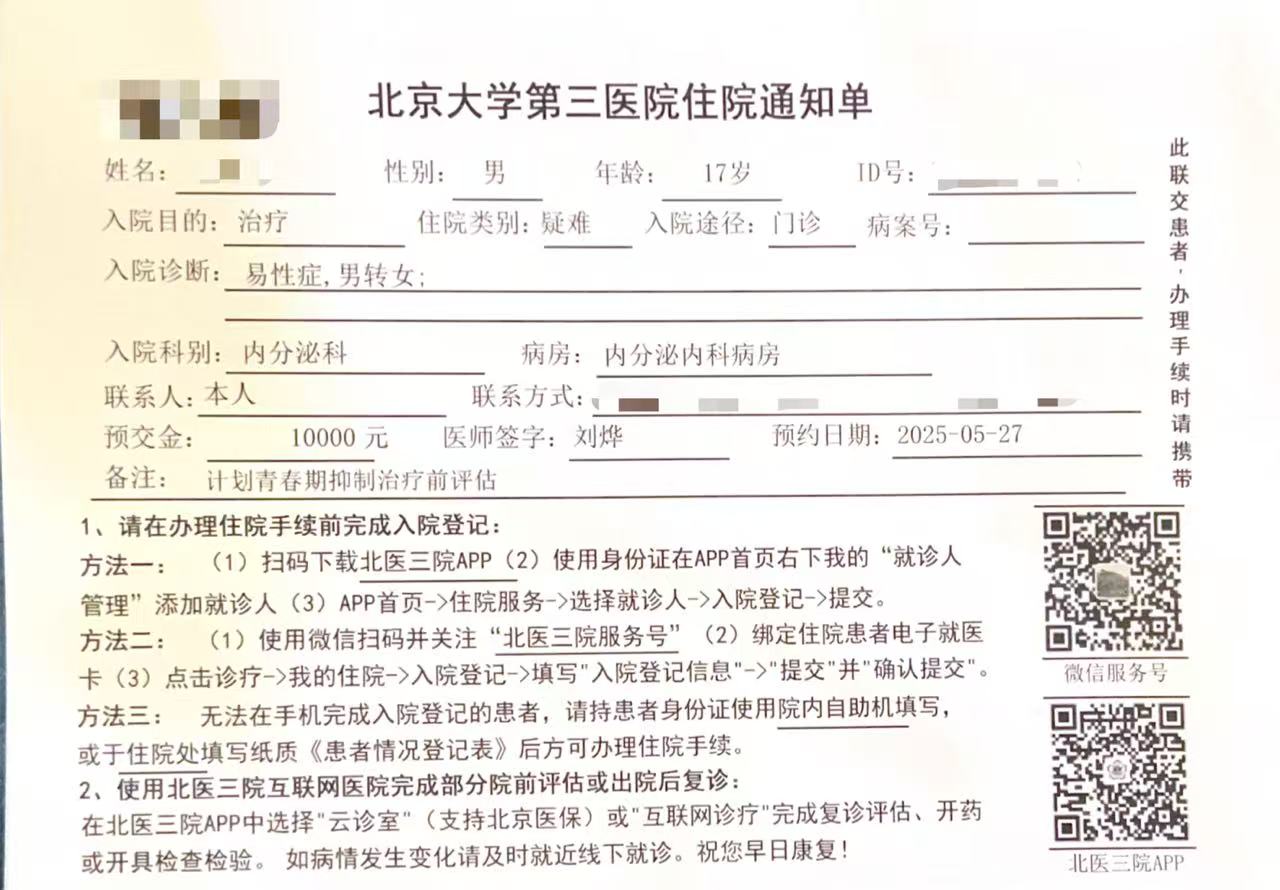 北京大学第三医院住院通知单
姓名： 性别： 男 年龄： 17岁 ID号：
入院目的：治疗 住院类别：疑难 入院途径：门诊 病案号：
入院诊断： 易性症,男转女;
入院科别：内分泌科 病房：内分泌内科病房
联系人：本人 联系方式：
预交金： 10000 元 医师签字：刘烨 预约日期：2025-05-27
备注： 计划青春期抑制治疗前评估
此联交患者，办理手续时请携带
1、请在办理住院手续前完成入院登记：
方法一： （1）扫码下载北医三院APP（2）使用身份证在APP首页右下我的“就诊人
管理”添加就诊人（3）APP首页->住院服务->选择就诊人->入院登记->提交。
方法二： （1）使用微信扫码并关注“北医三院服务号”（2）绑定住院患者电子就医
卡（3）点击诊疗->我的住院->入院登记->填写"入院登记信息"->"提交"并"确认提交"。
方法三： 无法在手机完成入院登记的患者，请持患者身份证使用院内自助机填写，
或于住院处填写纸质《患者情况登记表》后方可办理住院手续。
2、使用北医三院互联网医院完成部分院前评估或出院后复诊：
在北医三院APP中选择"云诊室"（支持北京医保）或"互联网诊疗"完成复诊评估、开药
或开具检查检验。 如病情发生变化请及时就近线下就诊。祝您早日康复！
微信服务号
北医三院APP